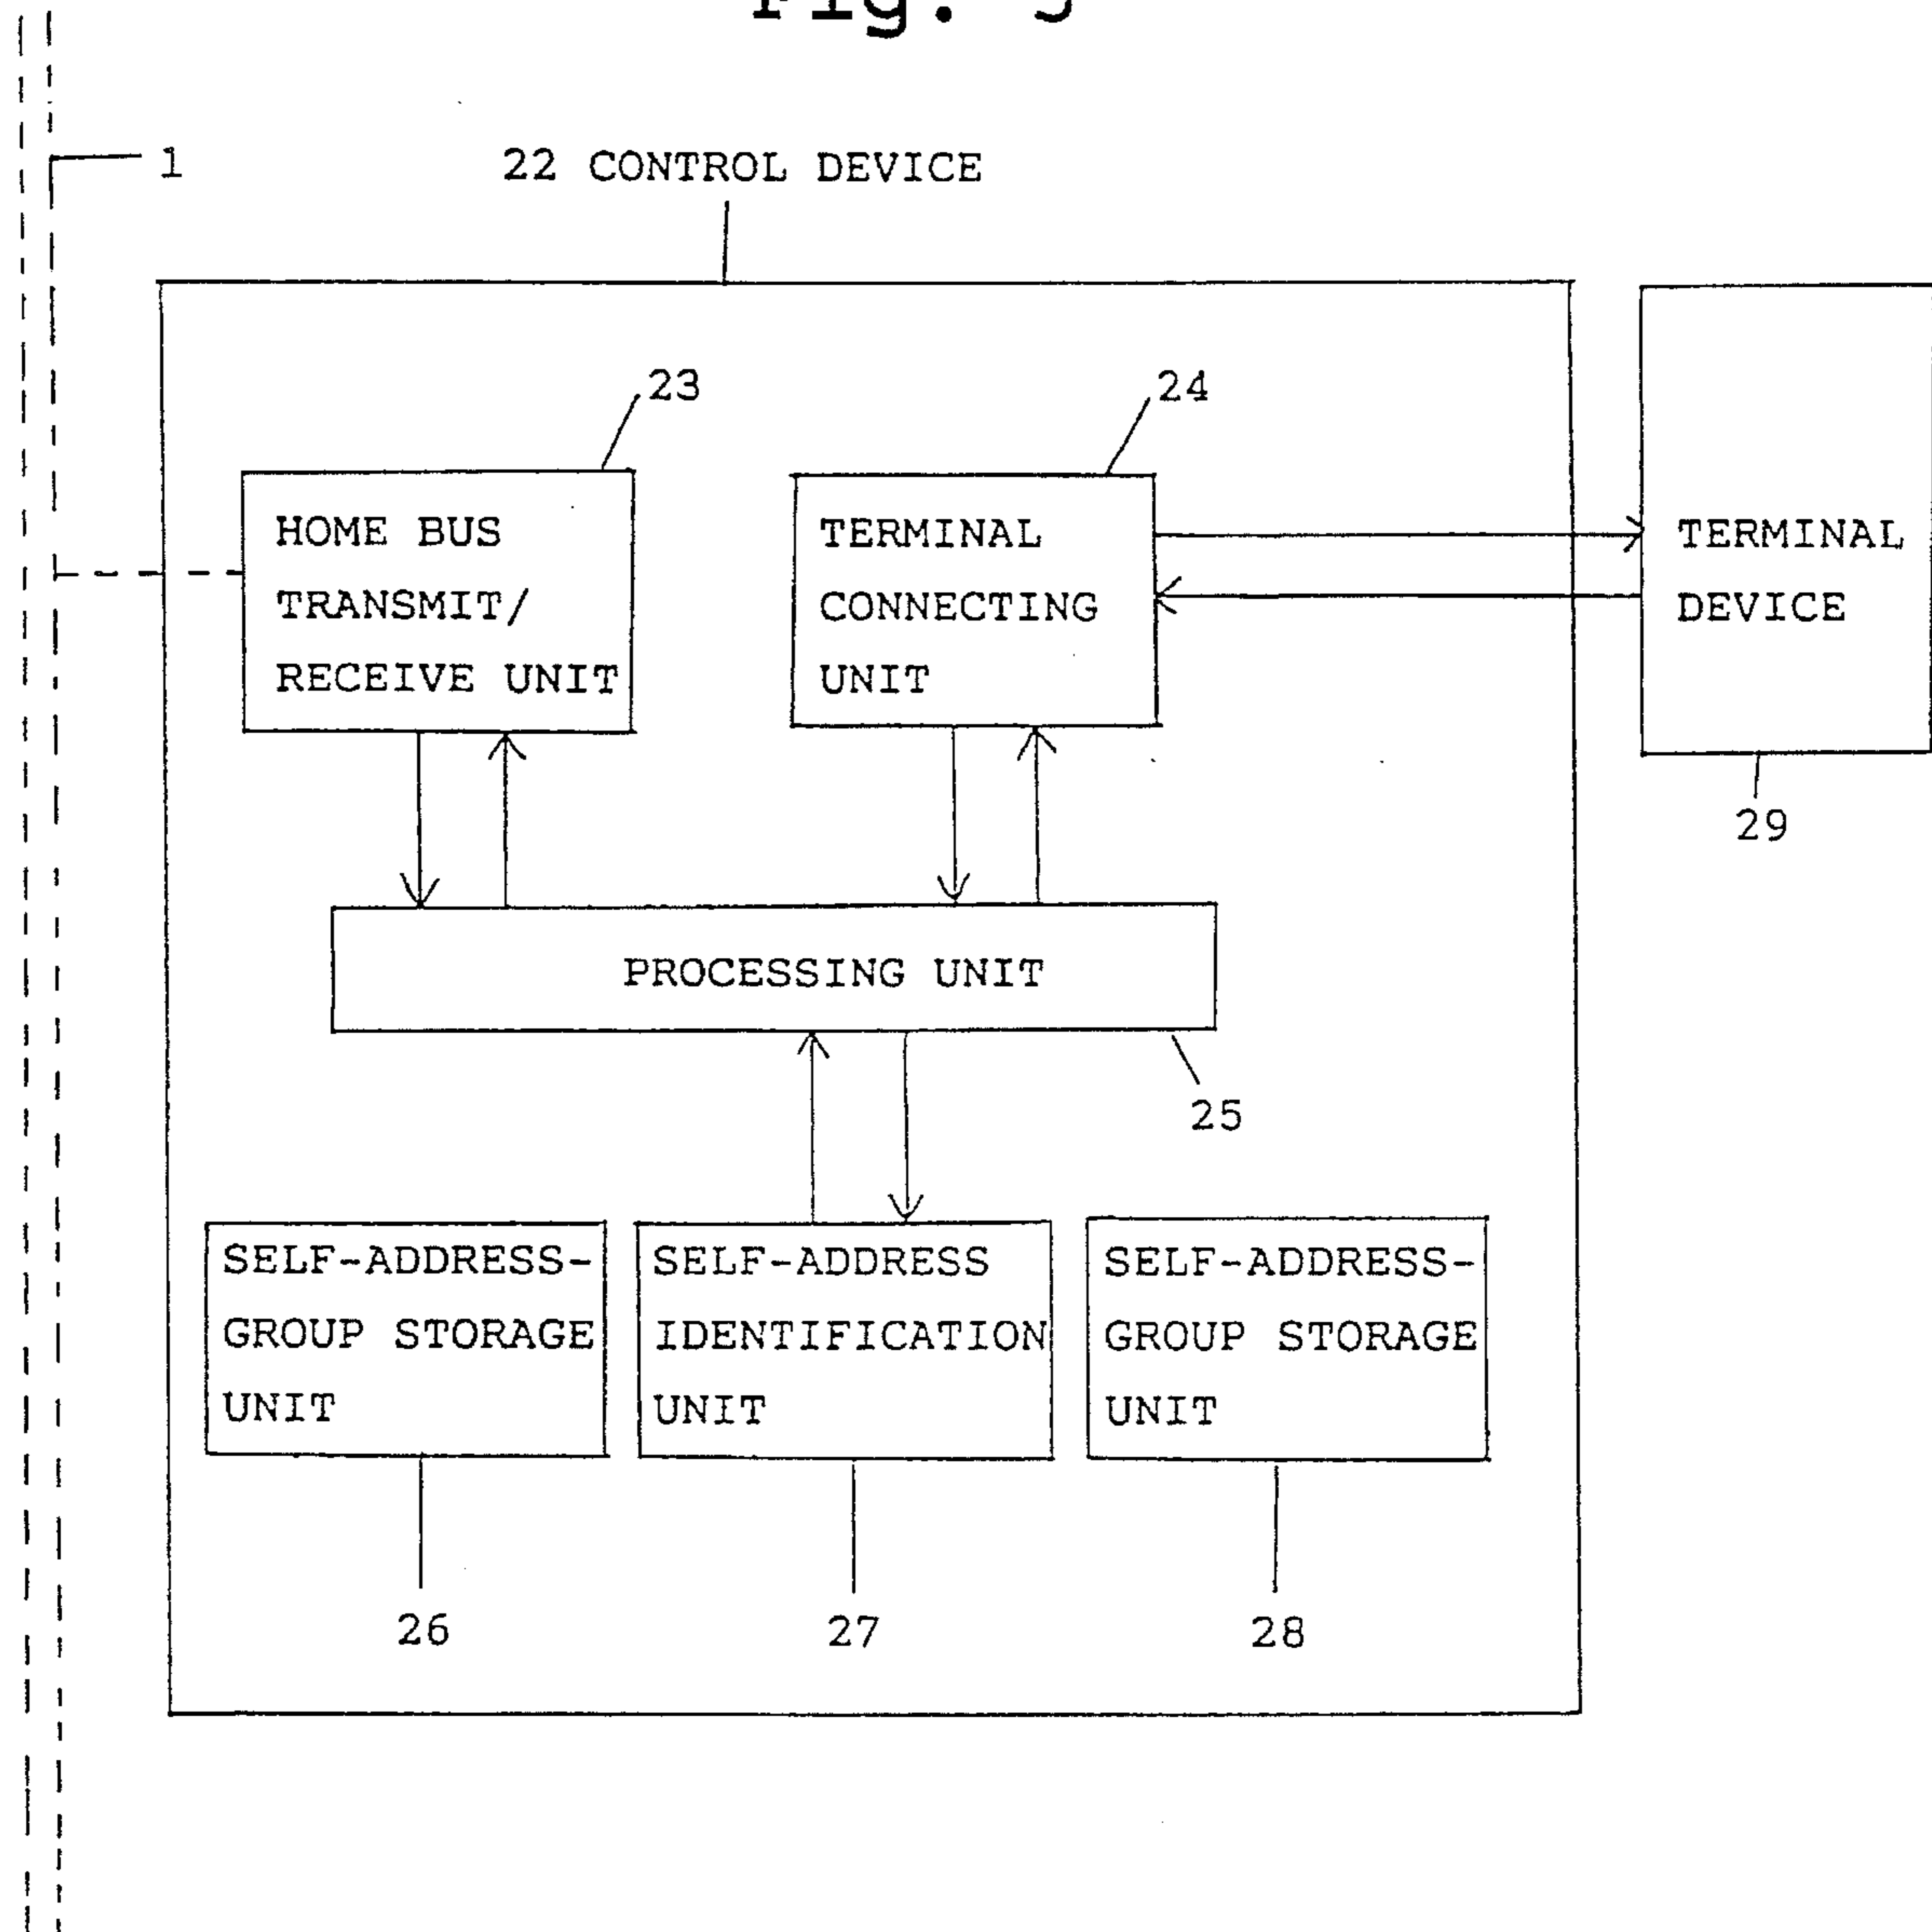 Fig.
1
22 CONTROL DEVICE
23
24
HOME BUS
TRANSMIT/
RECEIVE UNIT
TERMINAL
CONNECTING
UNIT
TERMINAL
DEVICE
29
PROCESSING UNIT
25
SELF-ADDRESS-
GROUP STORAGE
UNIT
SELF-ADDRESS
IDENTIFICATION
UNIT
SELF-ADDRESS-
GROUP STORAGE
UNIT
26
27
28